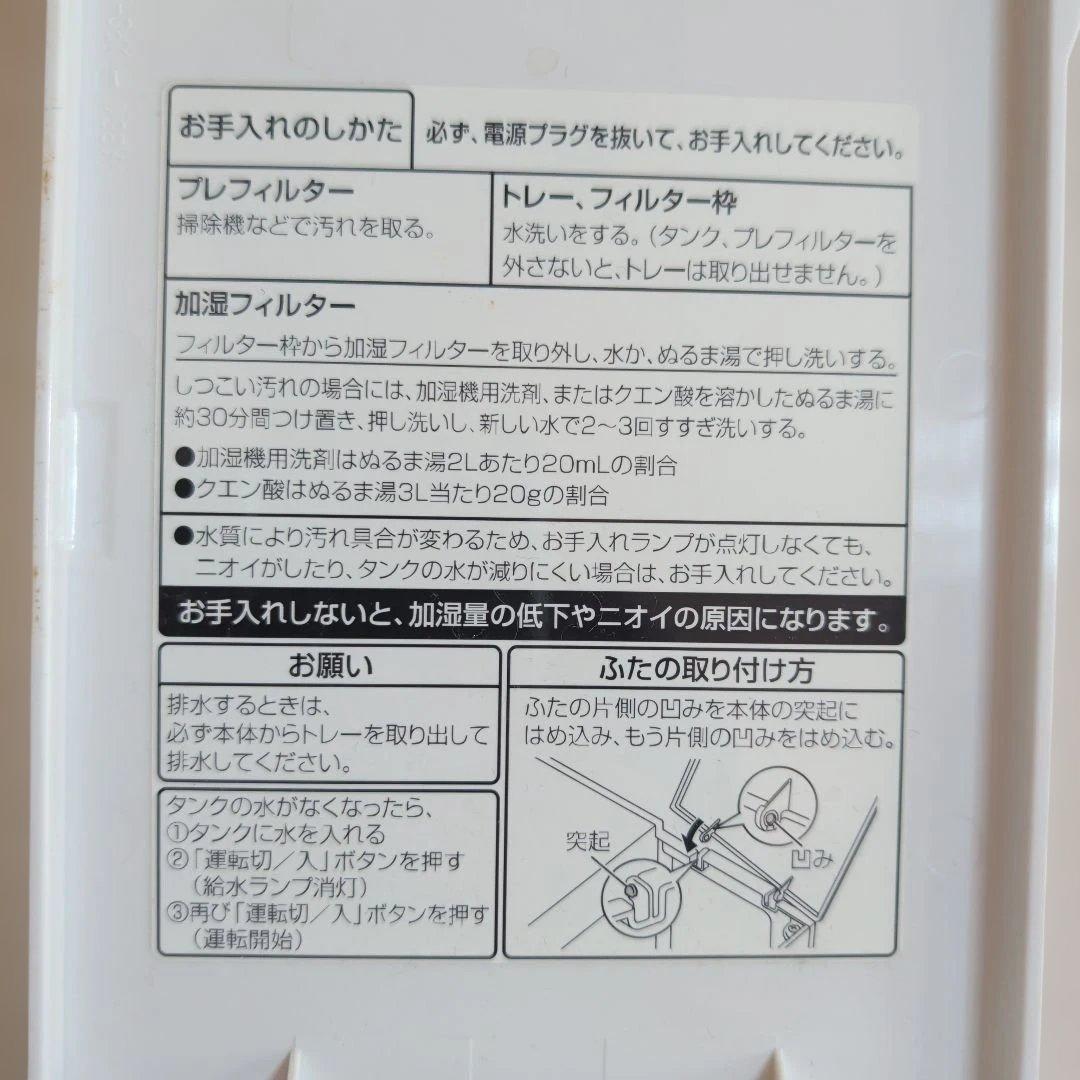 お手入れのしかた
必ず、電源プラグを抜いて、お手入れしてください。
プレフィルター
掃除機などで汚れを取る。
トレー、フィルター枠
水洗いをする。(タンク、プレフィルターを
外さないと、トレーは取り出せません。)
加湿フィルター
フィルター枠から加湿フィルターを取り外し、水か、ぬるま湯で押し洗いする。
しつこい汚れの場合には、加湿機用洗剤、またはクエン酸を溶かしたぬるま湯に
約30分間つけ置き、押し洗いし、新しい水で2〜3回すすぎ洗いする。
●加湿機用洗剤はぬるま湯2Lあたり20mLの割合
●クエン酸はぬるま湯3L当たり20gの割合
●水質により汚れ具合が変わるため、お手入れランプが点灯しなくても、
ニオイがしたり、タンクの水が減りにくい場合は、お手入れしてください。
お手入れしないと、加湿量の低下やニオイの原因になります。
お願い
排水するときは、
必ず本体からトレーを取り出して
排水してください。
タンクの水がなくなったら、
①タンクに水を入れる
②「運転切／入」ボタンを押す
(給水ランプ消灯)
③再び「運転切／入」ボタンを押す
(運転開始)
ふたの取り付け方
ふたの片側の凹みを本体の突起に
はめ込み、もう片側の凹みをはめ込む。
突起
凹み